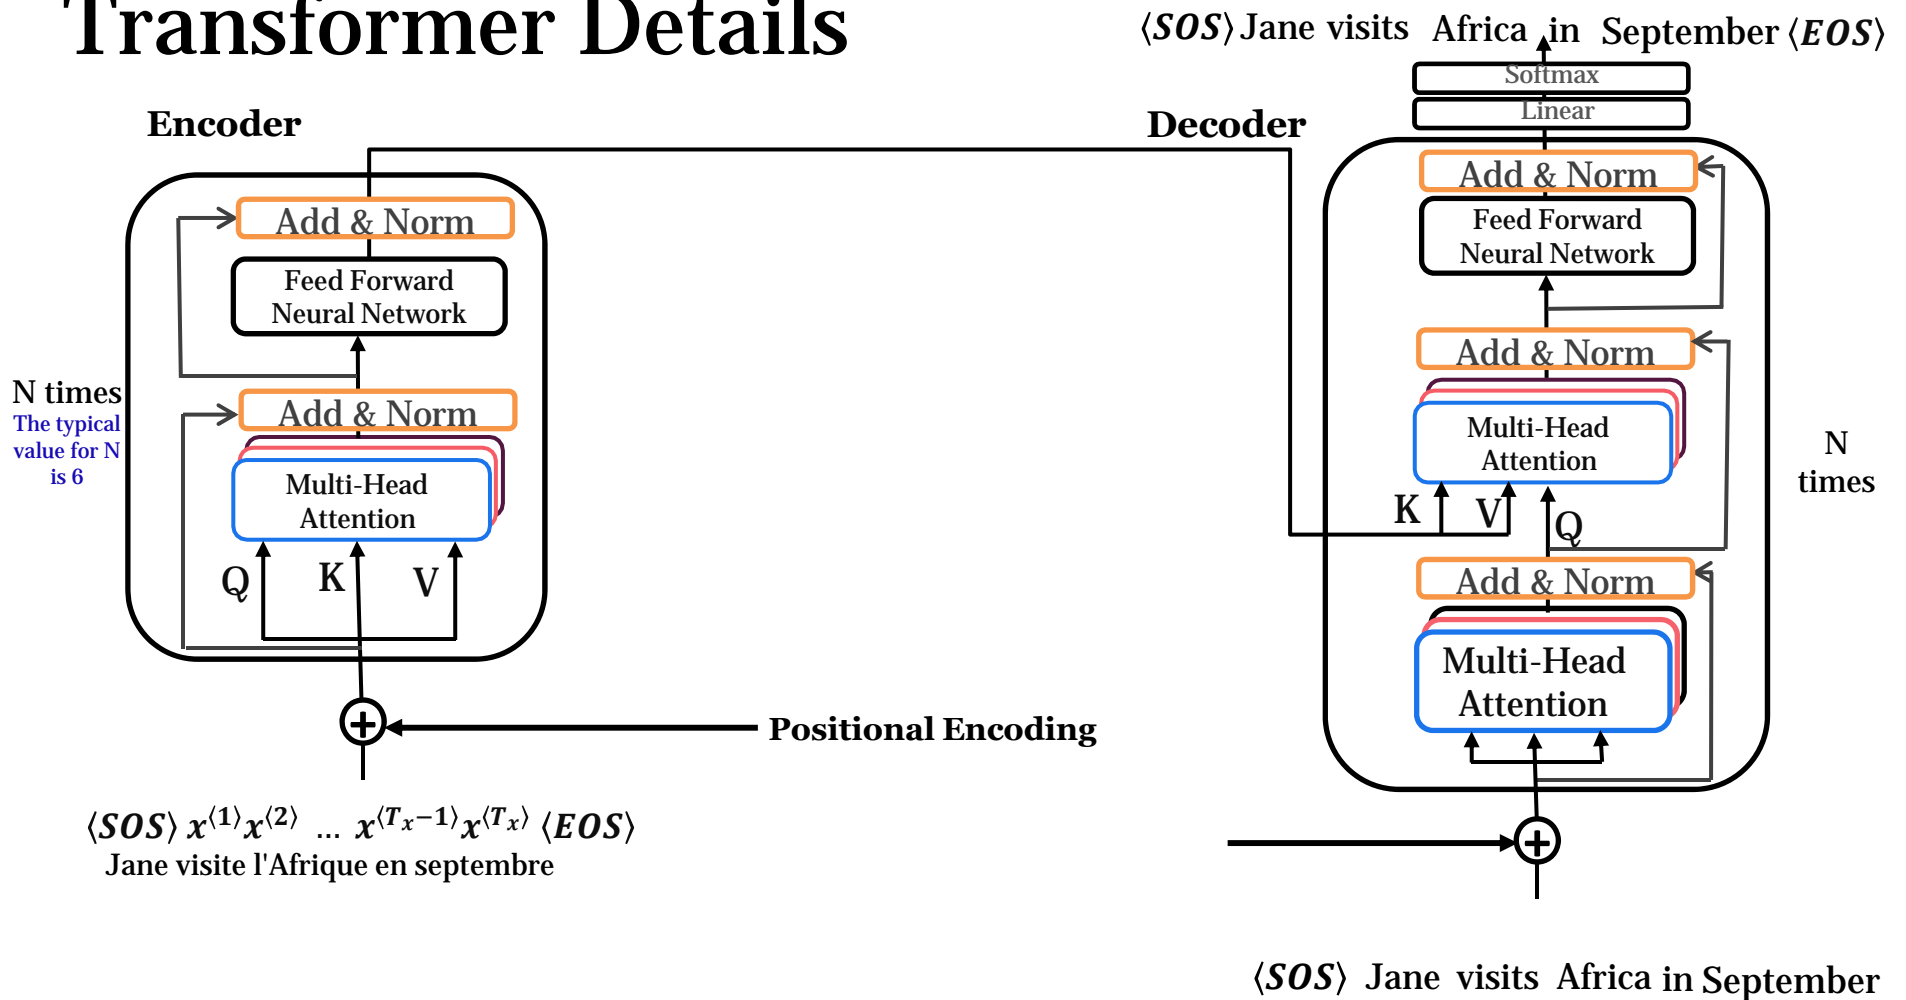 Transformer Details
⟨SOS⟩ Jane visits Africa in September ⟨EOS⟩
Softmax
Linear
Encoder
Decoder
Add & Norm
Feed Forward
Neural Network
Add & Norm
Multi-Head
Attention
Q K V
N times
The typical
value for N
is 6
Positional Encoding
⟨SOS⟩ x⟨1⟩x⟨2⟩ … x⟨Tx−1⟩x⟨Tx⟩ ⟨EOS⟩
Jane visite l'Afrique en septembre
Add & Norm
Feed Forward
Neural Network
Add & Norm
Multi-Head
Attention
K V Q
N
times
Add & Norm
Multi-Head
Attention
⟨SOS⟩ Jane visits Africa in September